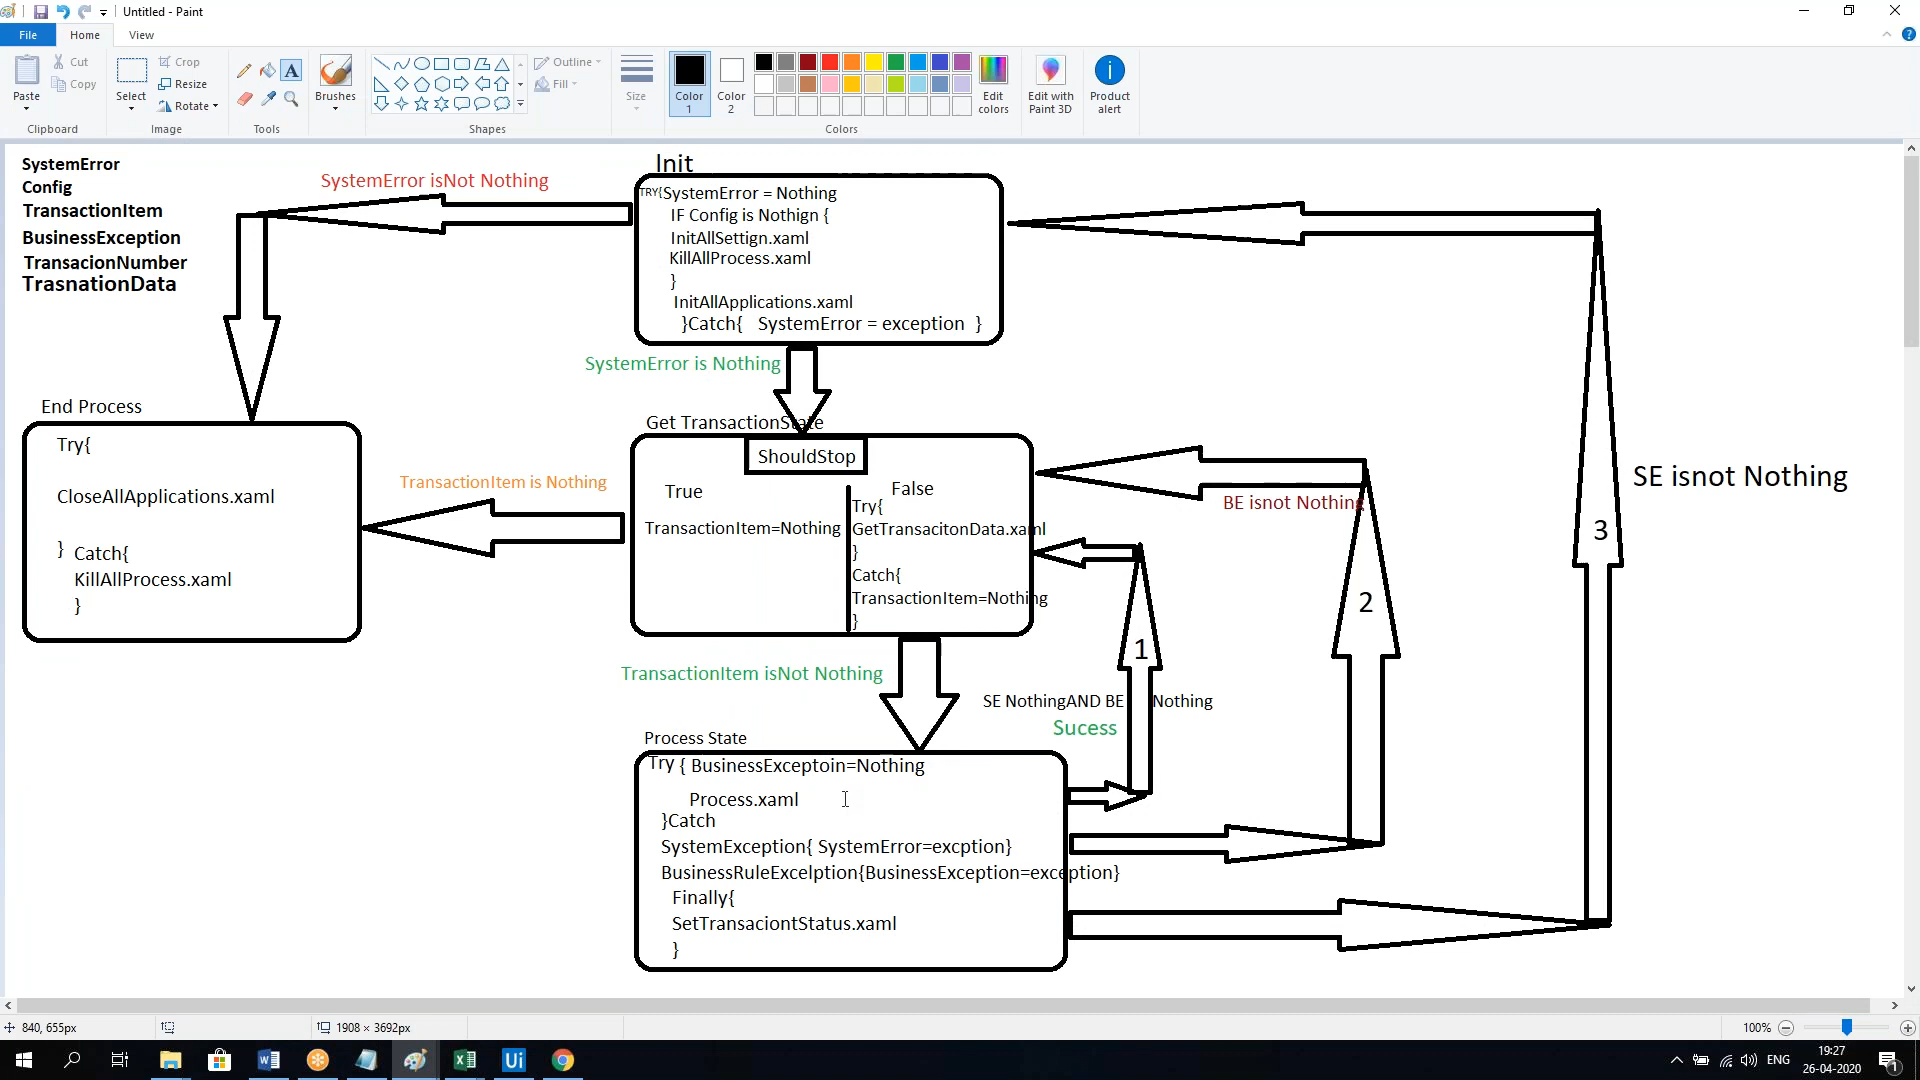 Untitled - Paint
File
Home
View
Paste
Cut
Copy
Clipboard
Select
Crop
Resize
Rotate
Image
A
Tools
Brushes
Outline
Fill
Shapes
Size
Color 1
Color 2
Edit colors
Colors
Edit with Paint 3D
Product alert
SystemError
Config
TransactionItem
BusinessException
TransacionNumber
TrasnationData
SystemError isNot Nothing
Init
TRY{SystemError = Nothing
IF Config is Nothign {
InitAllSettign.xaml
KillAllProcess.xaml
}
InitAllApplications.xaml
}Catch{ SystemError = exception }
SystemError is Nothing
End Process
Try{
CloseAllApplications.xaml
} Catch{
KillAllProcess.xaml
}
TransactionItem is Nothing
Get TransactionState
ShouldStop
True
TransactionItem=Nothing
False
Try{
GetTransacitonData.xaml
}
Catch{
TransactionItem=Nothing
}
BE isnot Nothing
SE isnot Nothing
3
2
1
TransactionItem isNot Nothing
SE NothingAND BE Nothing
Sucess
Process State
Try { BusinessExceptoin=Nothing
Process.xaml
}Catch
SystemException{ SystemError=excption}
BusinessRuleExcelption{BusinessException=exception}
Finally{
SetTransaciontStatus.xaml
}
840, 655px
1908 × 3692px
100%
Ui
ENG
19:27
26-04-2020
1